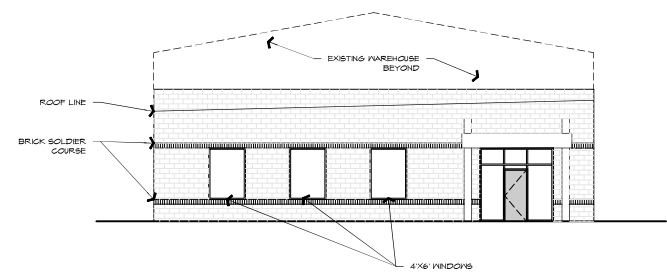 EXISTING WAREHOUSE
BEYOND
ROOF LINE
BRICK SOLDIER
COURSE
4'X6' WINDOWS